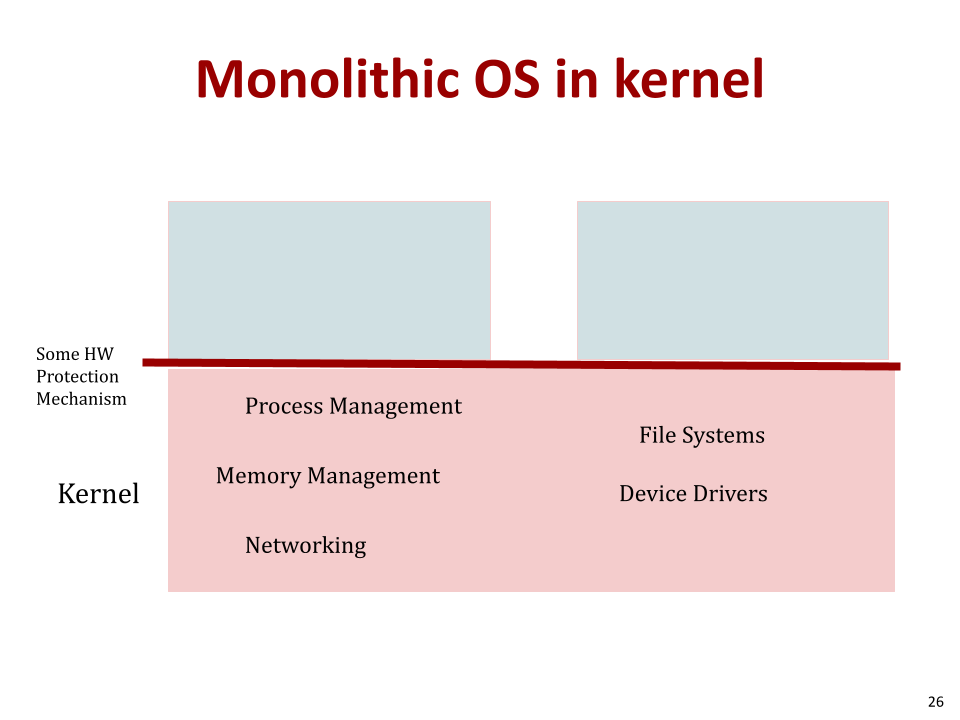 Monolithic OS in kernel
Some HW
Protection
Mechanism
Kernel
Process Management
Memory Management
Networking
File Systems
Device Drivers
26